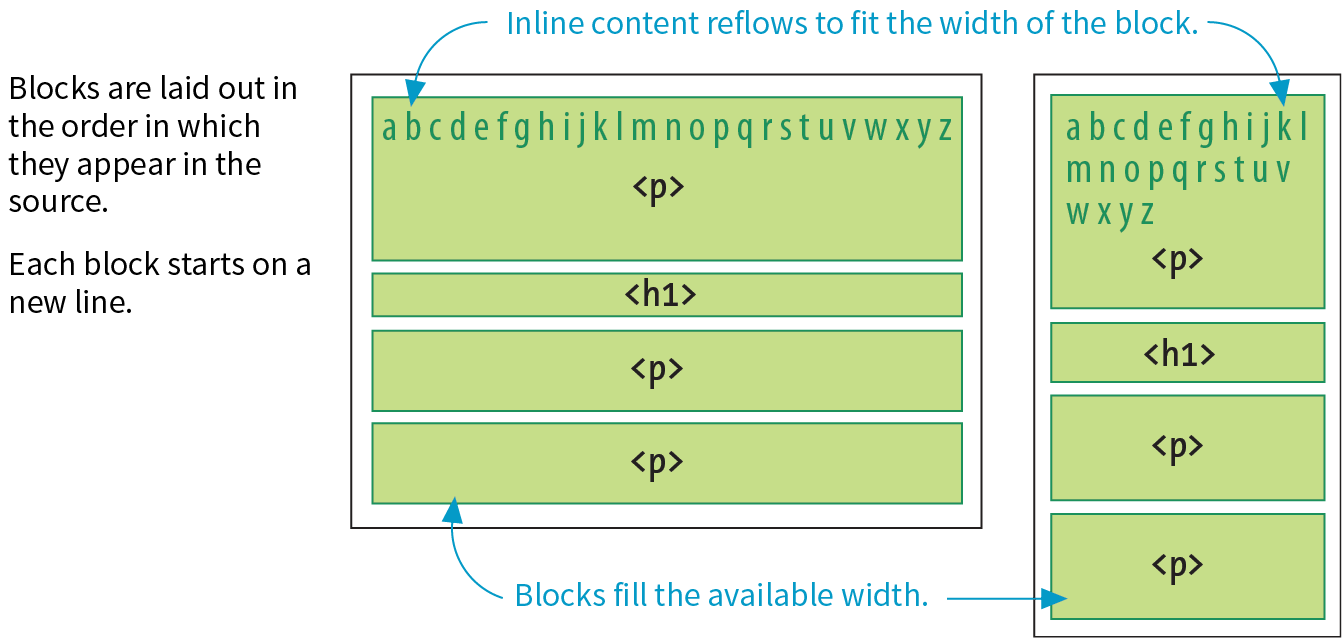 Inline content reflows to fit the width of the block.
Blocks are laid out in
the order in which
they appear in the
source.
Each block starts on a
new line.
a b c d e f g h i j k l m n o p q r s t u v w x y z
<p>
<h1>
<p>
<p>
a b c d e f g h i j k l
m n o p q r s t u v
w x y z
<p>
<h1>
<p>
<p>
Blocks fill the available width.